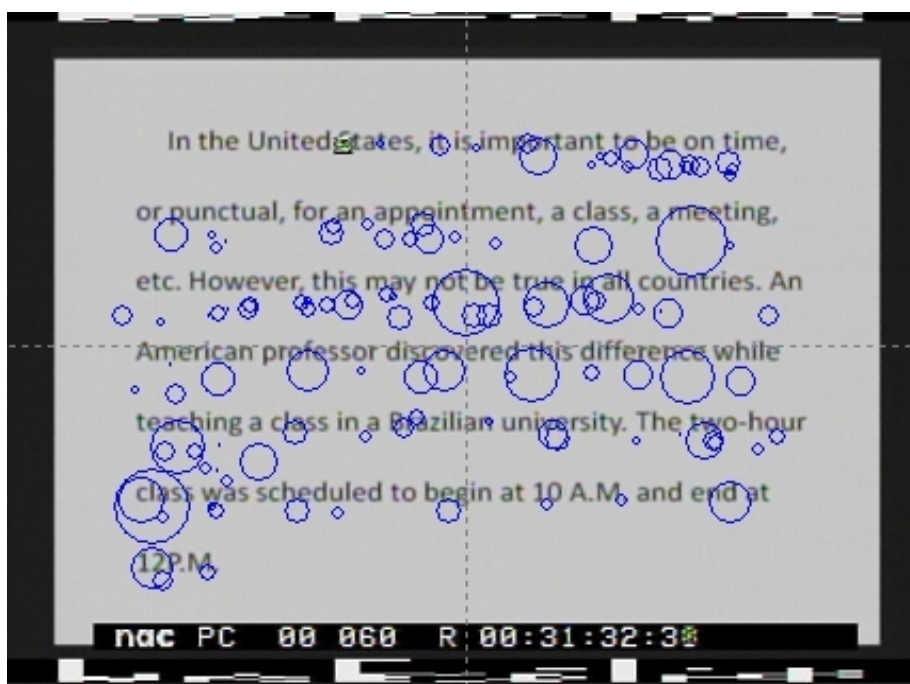 In the United States, it is important to be on time,
or punctual, for an appointment, a class, a meeting,
etc. However, this may not be true in all countries. An
American professor discovered this difference while
teaching a class in a Brazilian university. The two-hour
class was scheduled to begin at 10 A.M. and end at
12P.M.
nac PC 00 060 R 00:31:32:3